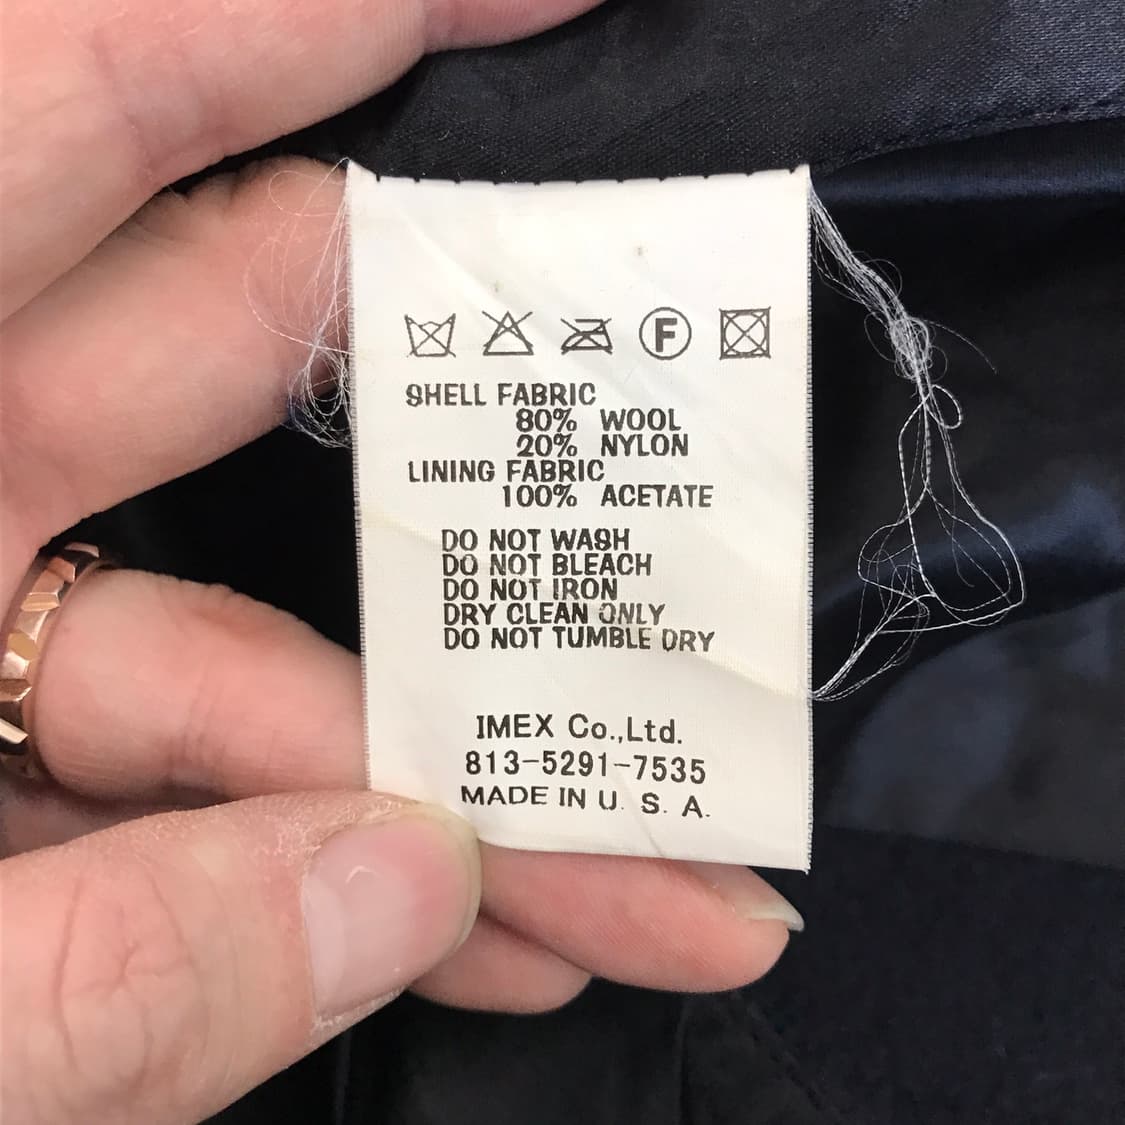 F
SHELL FABRIC
80% WOOL
20% NYLON
LINING FABRIC
100% ACETATE
DO NOT WASH
DO NOT BLEACH
DO NOT IRON
DRY CLEAN ONLY
DO NOT TUMBLE DRY
IMEX Co.,Ltd.
813-5291-7535
MADE IN U. S. A.